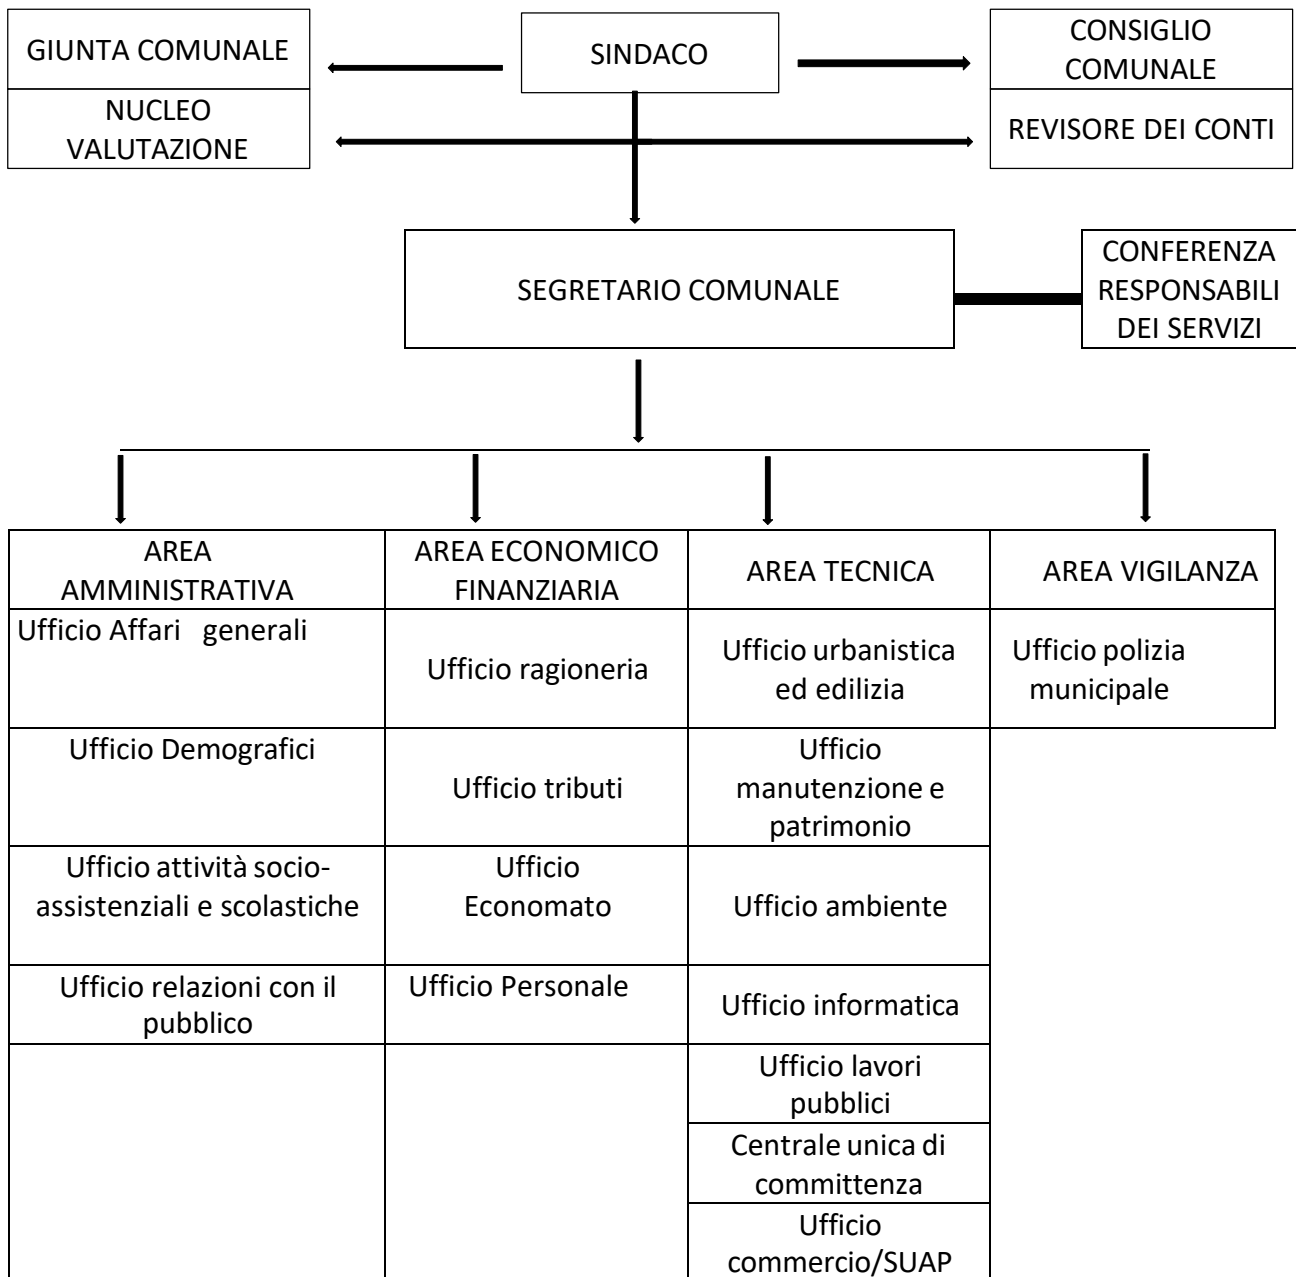 GIUNTA COMUNALE
SINDACO
CONSIGLIO
COMUNALE
NUCLEO
VALUTAZIONE
REVISORE DEI CONTI
SEGRETARIO COMUNALE
CONFERENZA
RESPONSABILI
DEI SERVIZI
AREA
AMMINISTRATIVA
AREA ECONOMICO
FINANZIARIA
AREA TECNICA
AREA VIGILANZA
Ufficio Affari generali
Ufficio ragioneria
Ufficio urbanistica
ed edilizia
Ufficio polizia
municipale
Ufficio Demografici
Ufficio tributi
Ufficio
manutenzione e
patrimonio
Ufficio attività socio-
assistenziali e scolastiche
Ufficio
Economato
Ufficio ambiente
Ufficio relazioni con il
pubblico
Ufficio Personale
Ufficio informatica
Ufficio lavori
pubblici
Centrale unica di
committenza
Ufficio
commercio/SUAP